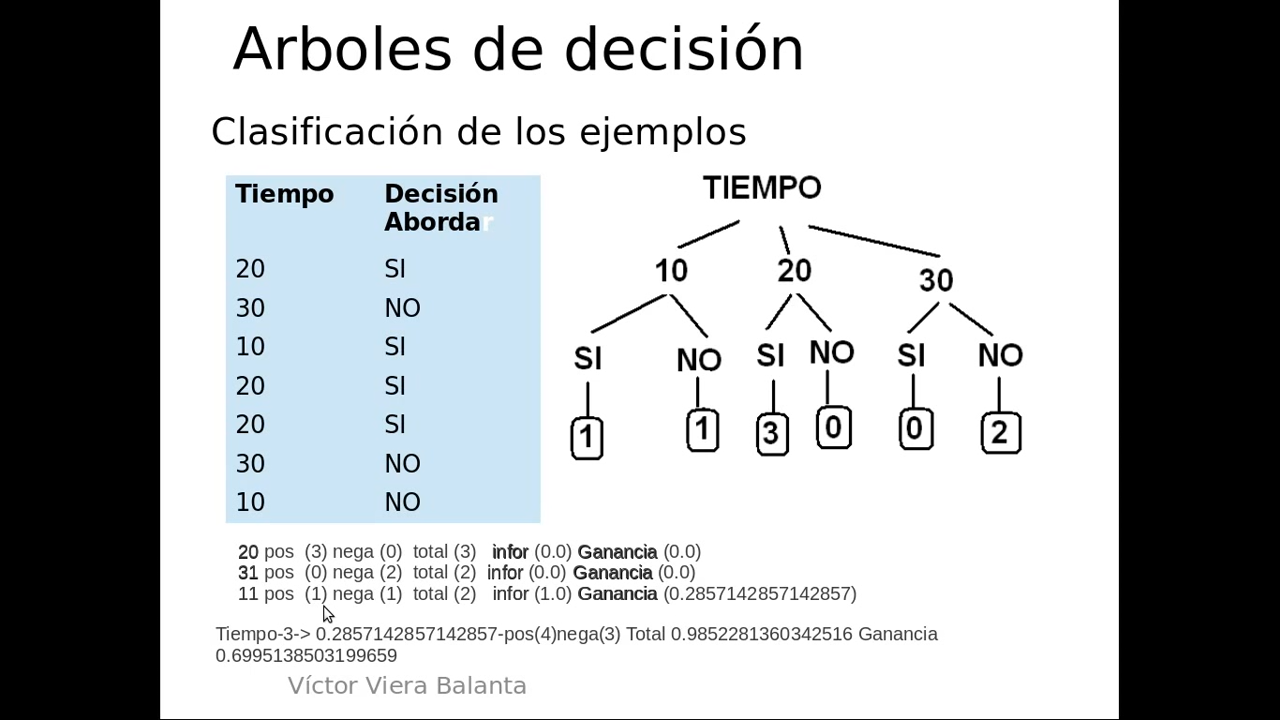 Arboles de decisión
Clasificación de los ejemplos
Tiempo Decisión
Abordar
20 SI
30 NO
10 SI
20 SI
20 SI
30 NO
10 NO
TIEMPO
10 20 30
SI NO SI NO SI NO
1 1 3 0 0 2
20 pos (3) nega (0) total (3) infor (0.0) Ganancia (0.0)
31 pos (0) nega (2) total (2) infor (0.0) Ganancia (0.0)
11 pos (1) nega (1) total (2) infor (1.0) Ganancia (0.2857142857142857)
Tiempo-3-> 0.2857142857142857-pos(4)nega(3) Total 0.9852281360342516 Ganancia
0.6995138503199659
Víctor Viera Balanta